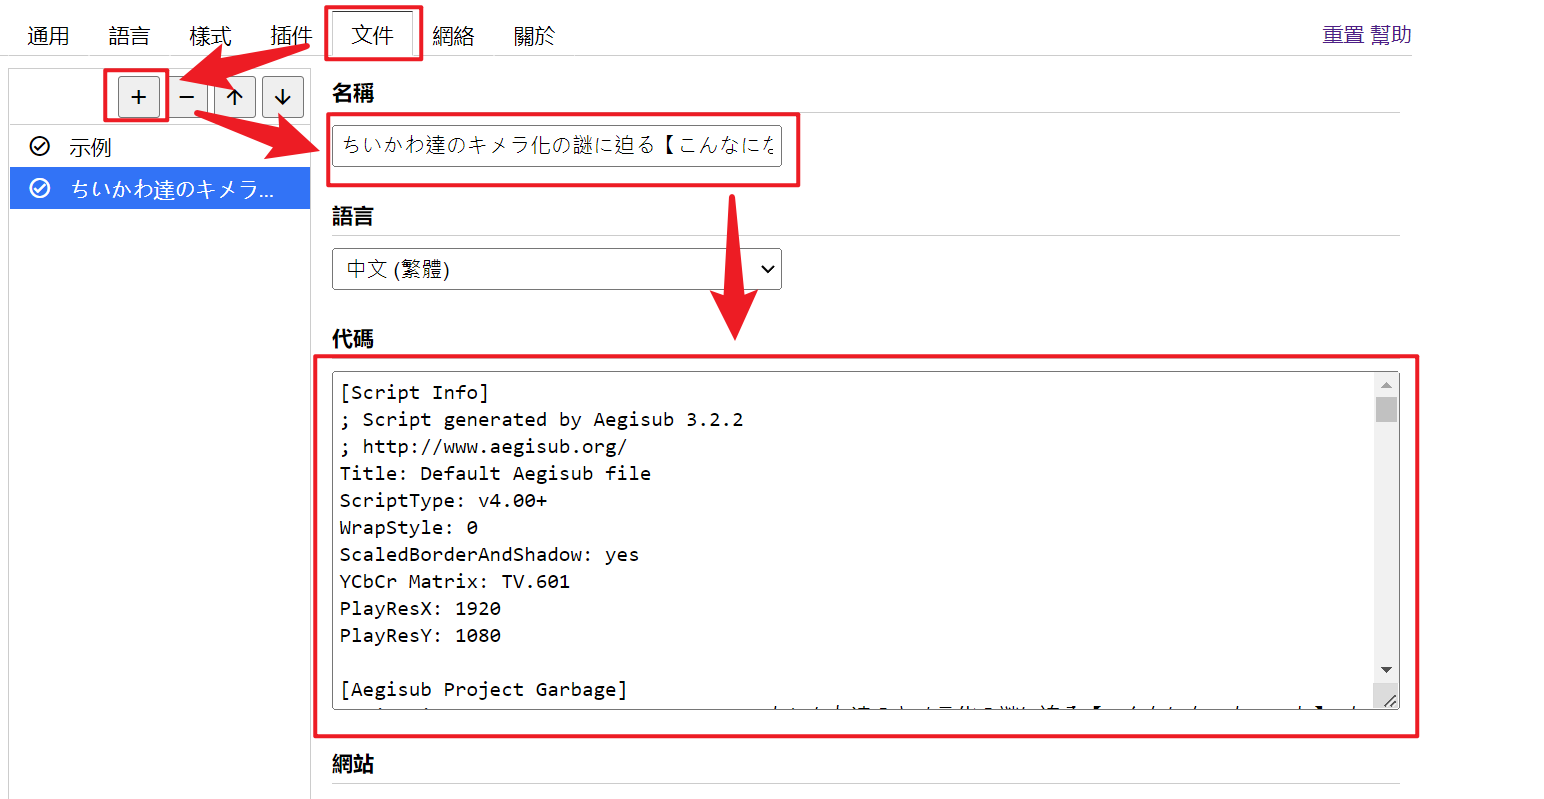 通用 語言 樣式 插件 文件 網絡 關於 重置 幫助
示例
ちいかわ達のキメラ...
名稱
ちいかわ達のキメラ化の謎に迫る【こんなにな
語言
中文 (繁體)
代碼
[Script Info]
; Script generated by Aegisub 3.2.2
; http://www.aegisub.org/
Title: Default Aegisub file
ScriptType: v4.00+
WrapStyle: 0
ScaledBorderAndShadow: yes
YCbCr Matrix: TV.601
PlayResX: 1920
PlayResY: 1080
[Aegisub Project Garbage]
網站